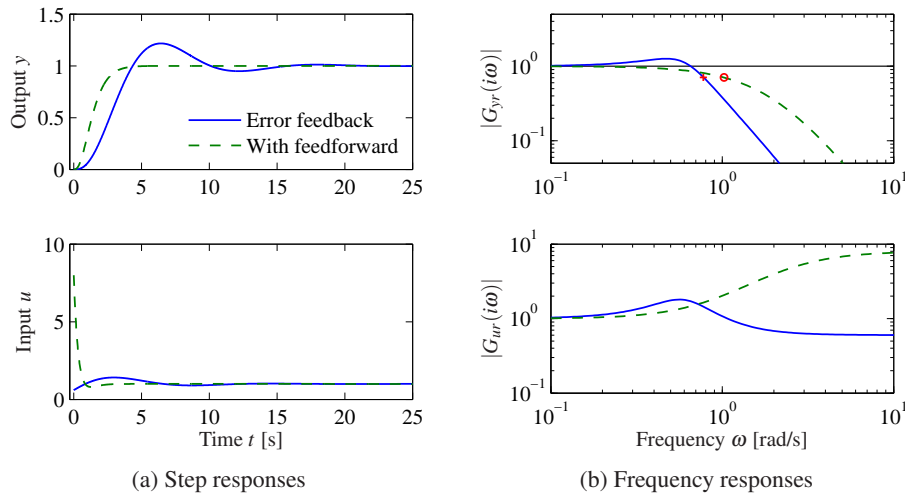 1.5
1
0.5
0
Output y
0 5 10 15 20 25
Error feedback
With feedforward
10
5
0
Input u
0 5 10 15 20 25
Time t [s]
(a) Step responses
10^1
10^0
10^-1
|G_yr(iω)|
10^-1 10^0 10^1
10^1
10^0
10^-1
|G_ur(iω)|
10^-1 10^0 10^1
Frequency ω [rad/s]
(b) Frequency responses